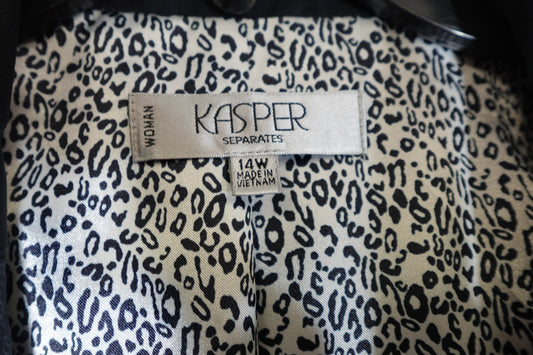 WOMAN
KASPER
SEPARATES
14W
MADE IN
VIETNAM